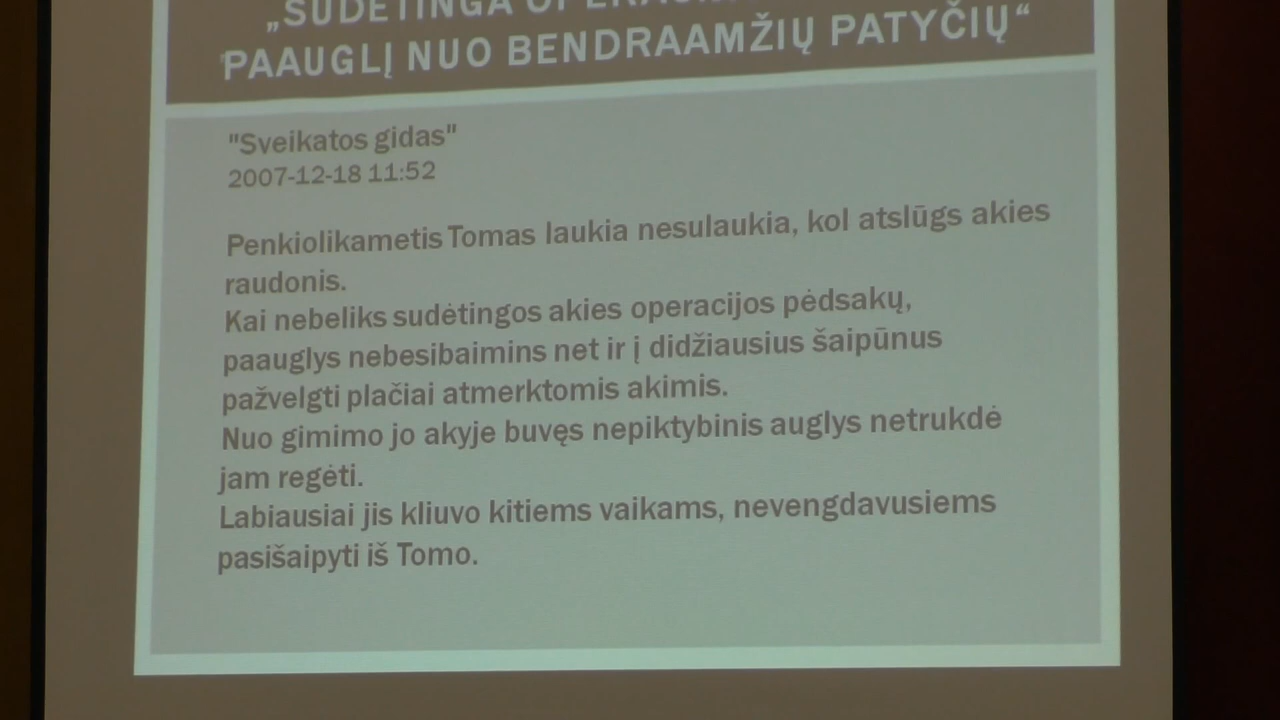 „SUDĖTINGA
PAAUGLĮ NUO BENDRAAMŽIŲ PATYČIŲ“
"Sveikatos gidas"
2007-12-18 11:52
Penkiolikametis Tomas laukia nesulaukia, kol atslūgs akies
raudonis.
Kai nebeliks sudėtingos akies operacijos pėdsakų,
paauglys nebesibaimins net ir į didžiausius šaipūnus
pažvelgti plačiai atmerktomis akimis.
Nuo gimimo jo akyje buvęs nepiktybinis auglys netrukdė
jam regėti.
Labiausiai jis kliuvo kitiems vaikams, nevengdavusiems
pasišaipyti iš Tomo.